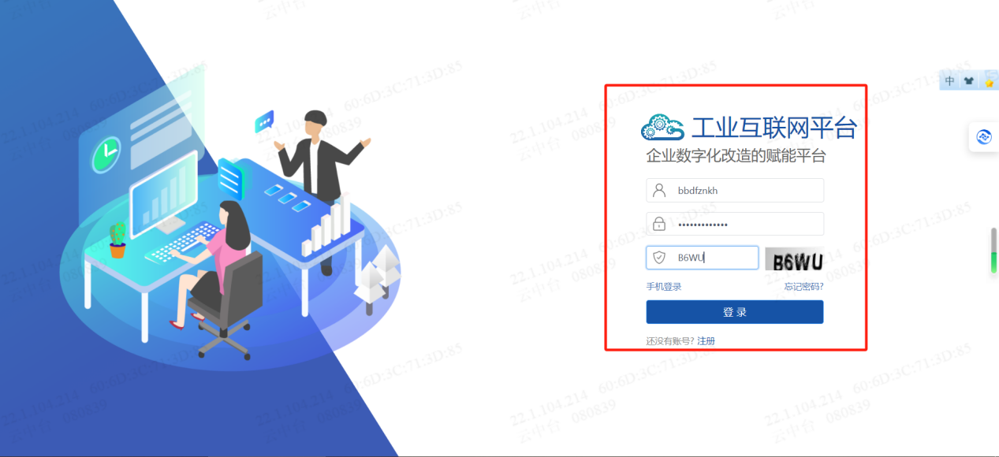 工业互联网平台
企业数字化改造的赋能平台
bbdfznkh
•••••••••••••
B6WU
B6WU
手机登录 忘记密码?
登 录
还没有账号? 注册
中
22.1.104.214 60:6D:3C:71:3D:85
云中台 080839